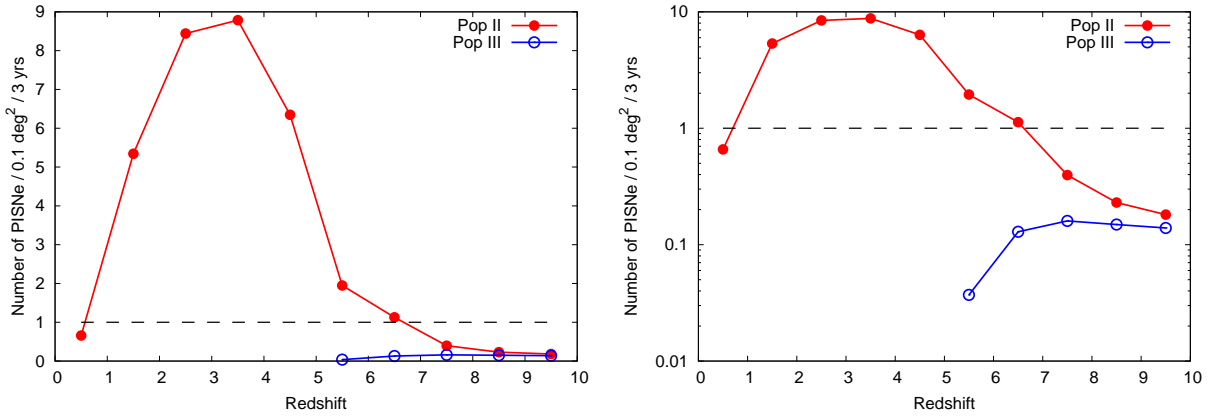 Number of PISNe / 0.1 deg² / 3 yrs
9
8
7
6
5
4
3
2
1
0
0 1 2 3 4 5 6 7 8 9 10
Redshift
Pop II
Pop III
Number of PISNe / 0.1 deg² / 3 yrs
10
1
0.1
0.01
0 1 2 3 4 5 6 7 8 9 10
Redshift
Pop II
Pop III